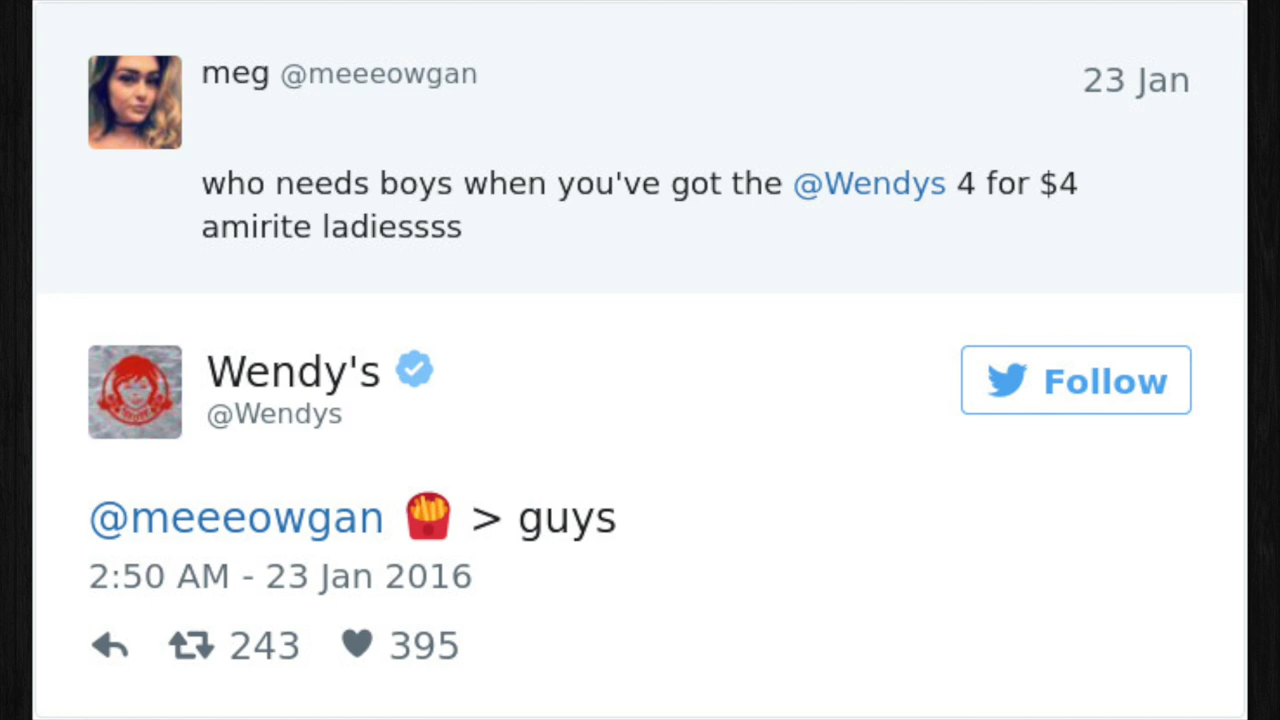 meg @meeeowgan
23 Jan
who needs boys when you've got the @Wendys 4 for $4
amirite ladiessss
Wendy's
@Wendys
Follow
@meeeowgan 🍟 > guys
2:50 AM - 23 Jan 2016
243 395